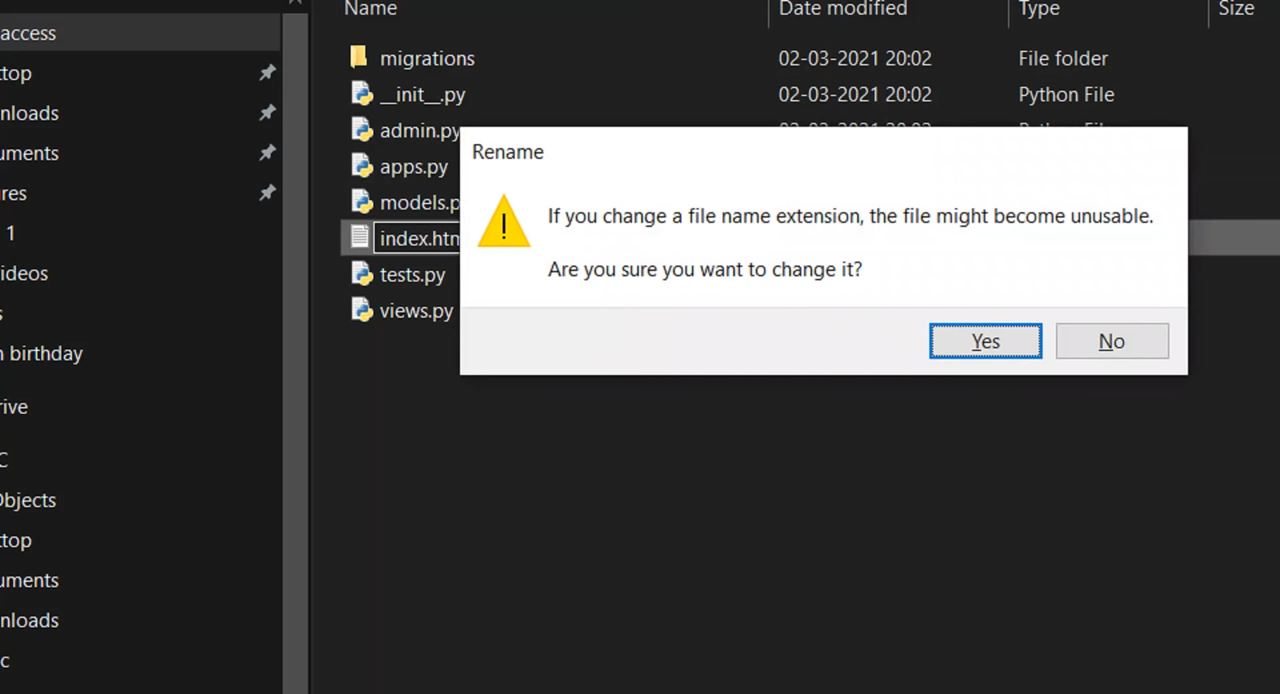 Name Date modified Type Size
access
migrations 02-03-2021 20:02 File folder
top
__init__.py 02-03-2021 20:02 Python File
nloads
admin.py
uments
apps.py
res
models.p
1
index.htm
ideos
tests.py
s
views.py
n birthday
rive
C
Objects
top
uments
nloads
c
Rename
If you change a file name extension, the file might become unusable.
Are you sure you want to change it?
Yes No